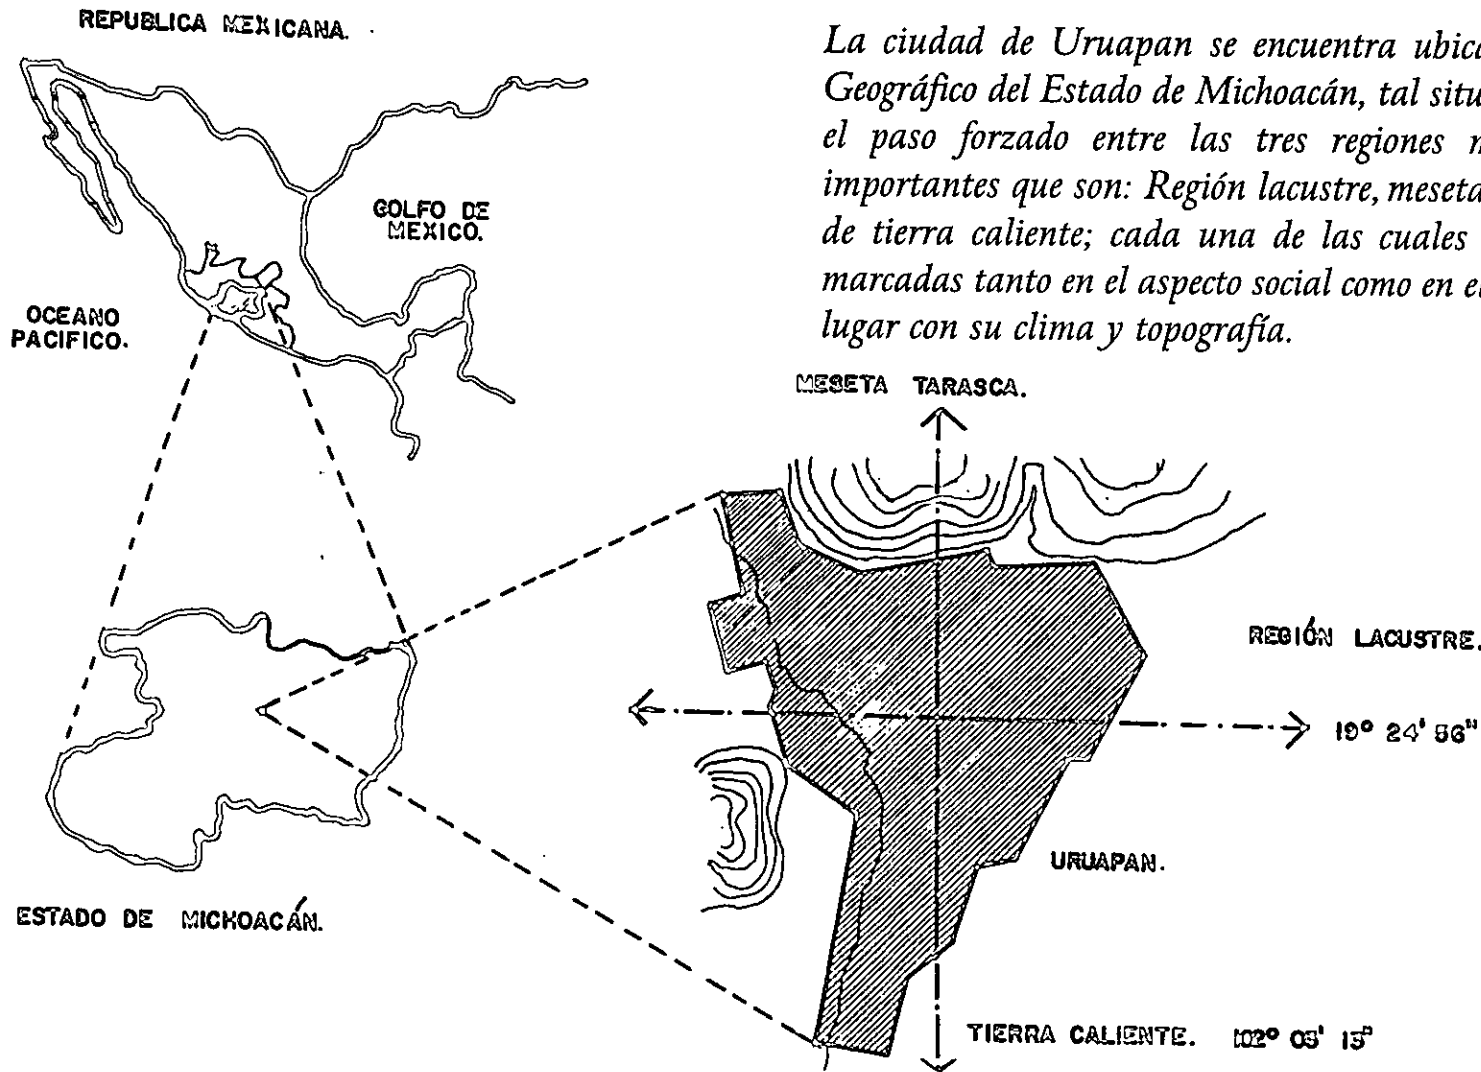 REPUBLICA MEXICANA.
La ciudad de Uruapan se encuentra ubica
Geográfico del Estado de Michoacán, tal situ
el paso forzado entre las tres regiones
importantes que son: Región lacustre, meseta
de tierra caliente; cada una de las cuales
marcadas tanto en el aspecto social como en el
lugar con su clima y topografía.
GOLFO DE
MEXICO.
OCEANO
PACIFICO.
MESETA TARASCA.
REGIÓN LACUSTRE.
19° 24' 56"
URUAPAN.
ESTADO DE MICHOACÁN.
TIERRA CALIENTE. 102° 03' 15"